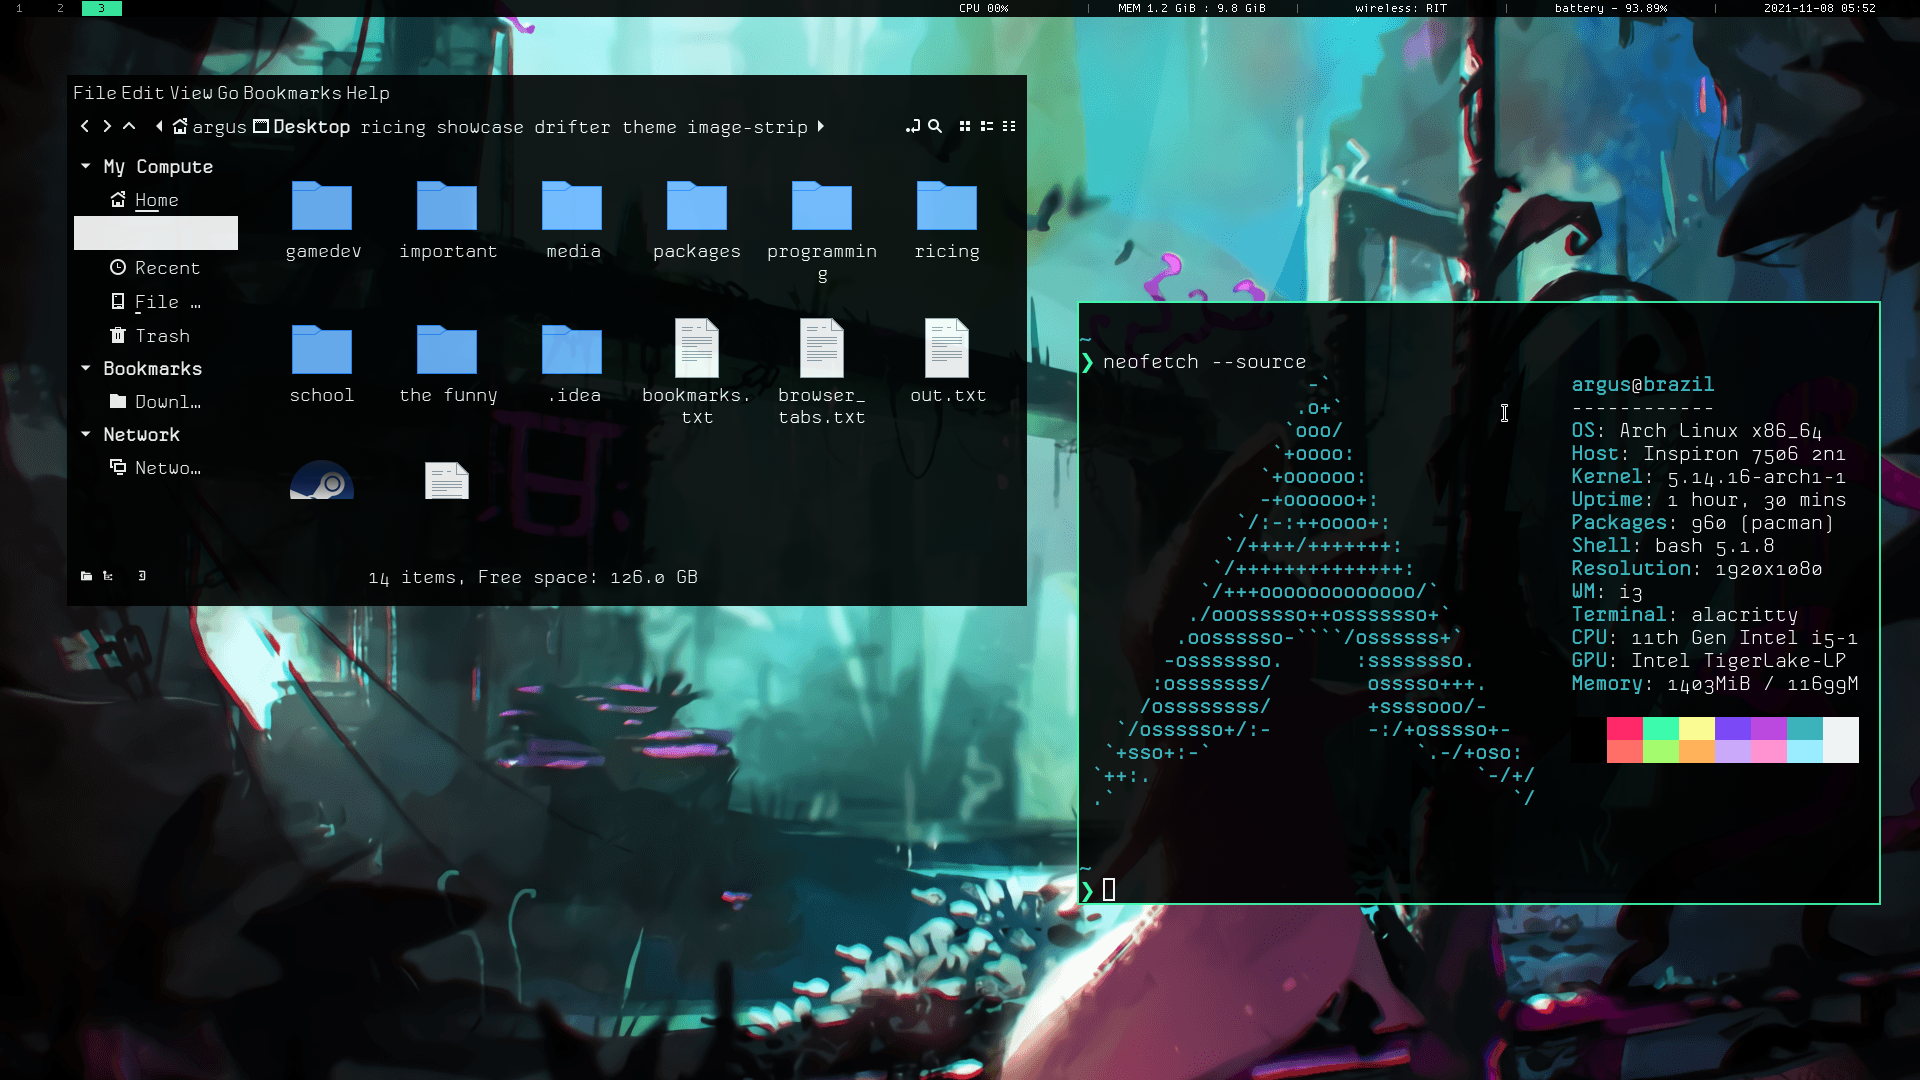 1 2 3 CPU 00% | MEM 1.2 GiB : 9.8 GiB | wireless: RIT | battery - 93.89% | 2021-11-08 05:52
File Edit View Go Bookmarks Help
argus Desktop ricing showcase drifter theme image-strip
My Compute
Home
Recent
File ...
Trash
Bookmarks
Downl...
Network
Netwo...
gamedev important media packages programmin
g ricing
school the funny .idea bookmarks.
txt browser_
tabs.txt out.txt
14 items, Free space: 126.0 GB
~
❯ neofetch --source
                  -`
                 .o+`
                `ooo/
               `+oooo:
              `+oooooo:
              -+oooooo+:
            `/:-:++oooo+:
           `/++++/+++++++:
          `/++++++++++++++:
         `/+++ooooooooooooo/`
        ./ooosssso++osssssso+`
       .oossssso-````/ossssss+`
      -osssssso.      :ssssssso.
     :osssssss/        osssso+++.
    /ossssssss/        +ssssooo/-
  `/ossssso+/:-        -:/+osssso+-
 `+sso+:-`                 `.-/+oso:
`++:.                           `-/+/
.`                                 `/
argus@brazil
------------
OS: Arch Linux x86_64
Host: Inspiron 7506 2n1
Kernel: 5.14.16-arch1-1
Uptime: 1 hour, 30 mins
Packages: 960 (pacman)
Shell: bash 5.1.8
Resolution: 1920x1080
WM: i3
Terminal: alacritty
CPU: 11th Gen Intel i5-1
GPU: Intel TigerLake-LP
Memory: 1403MiB / 11699M
~
❯